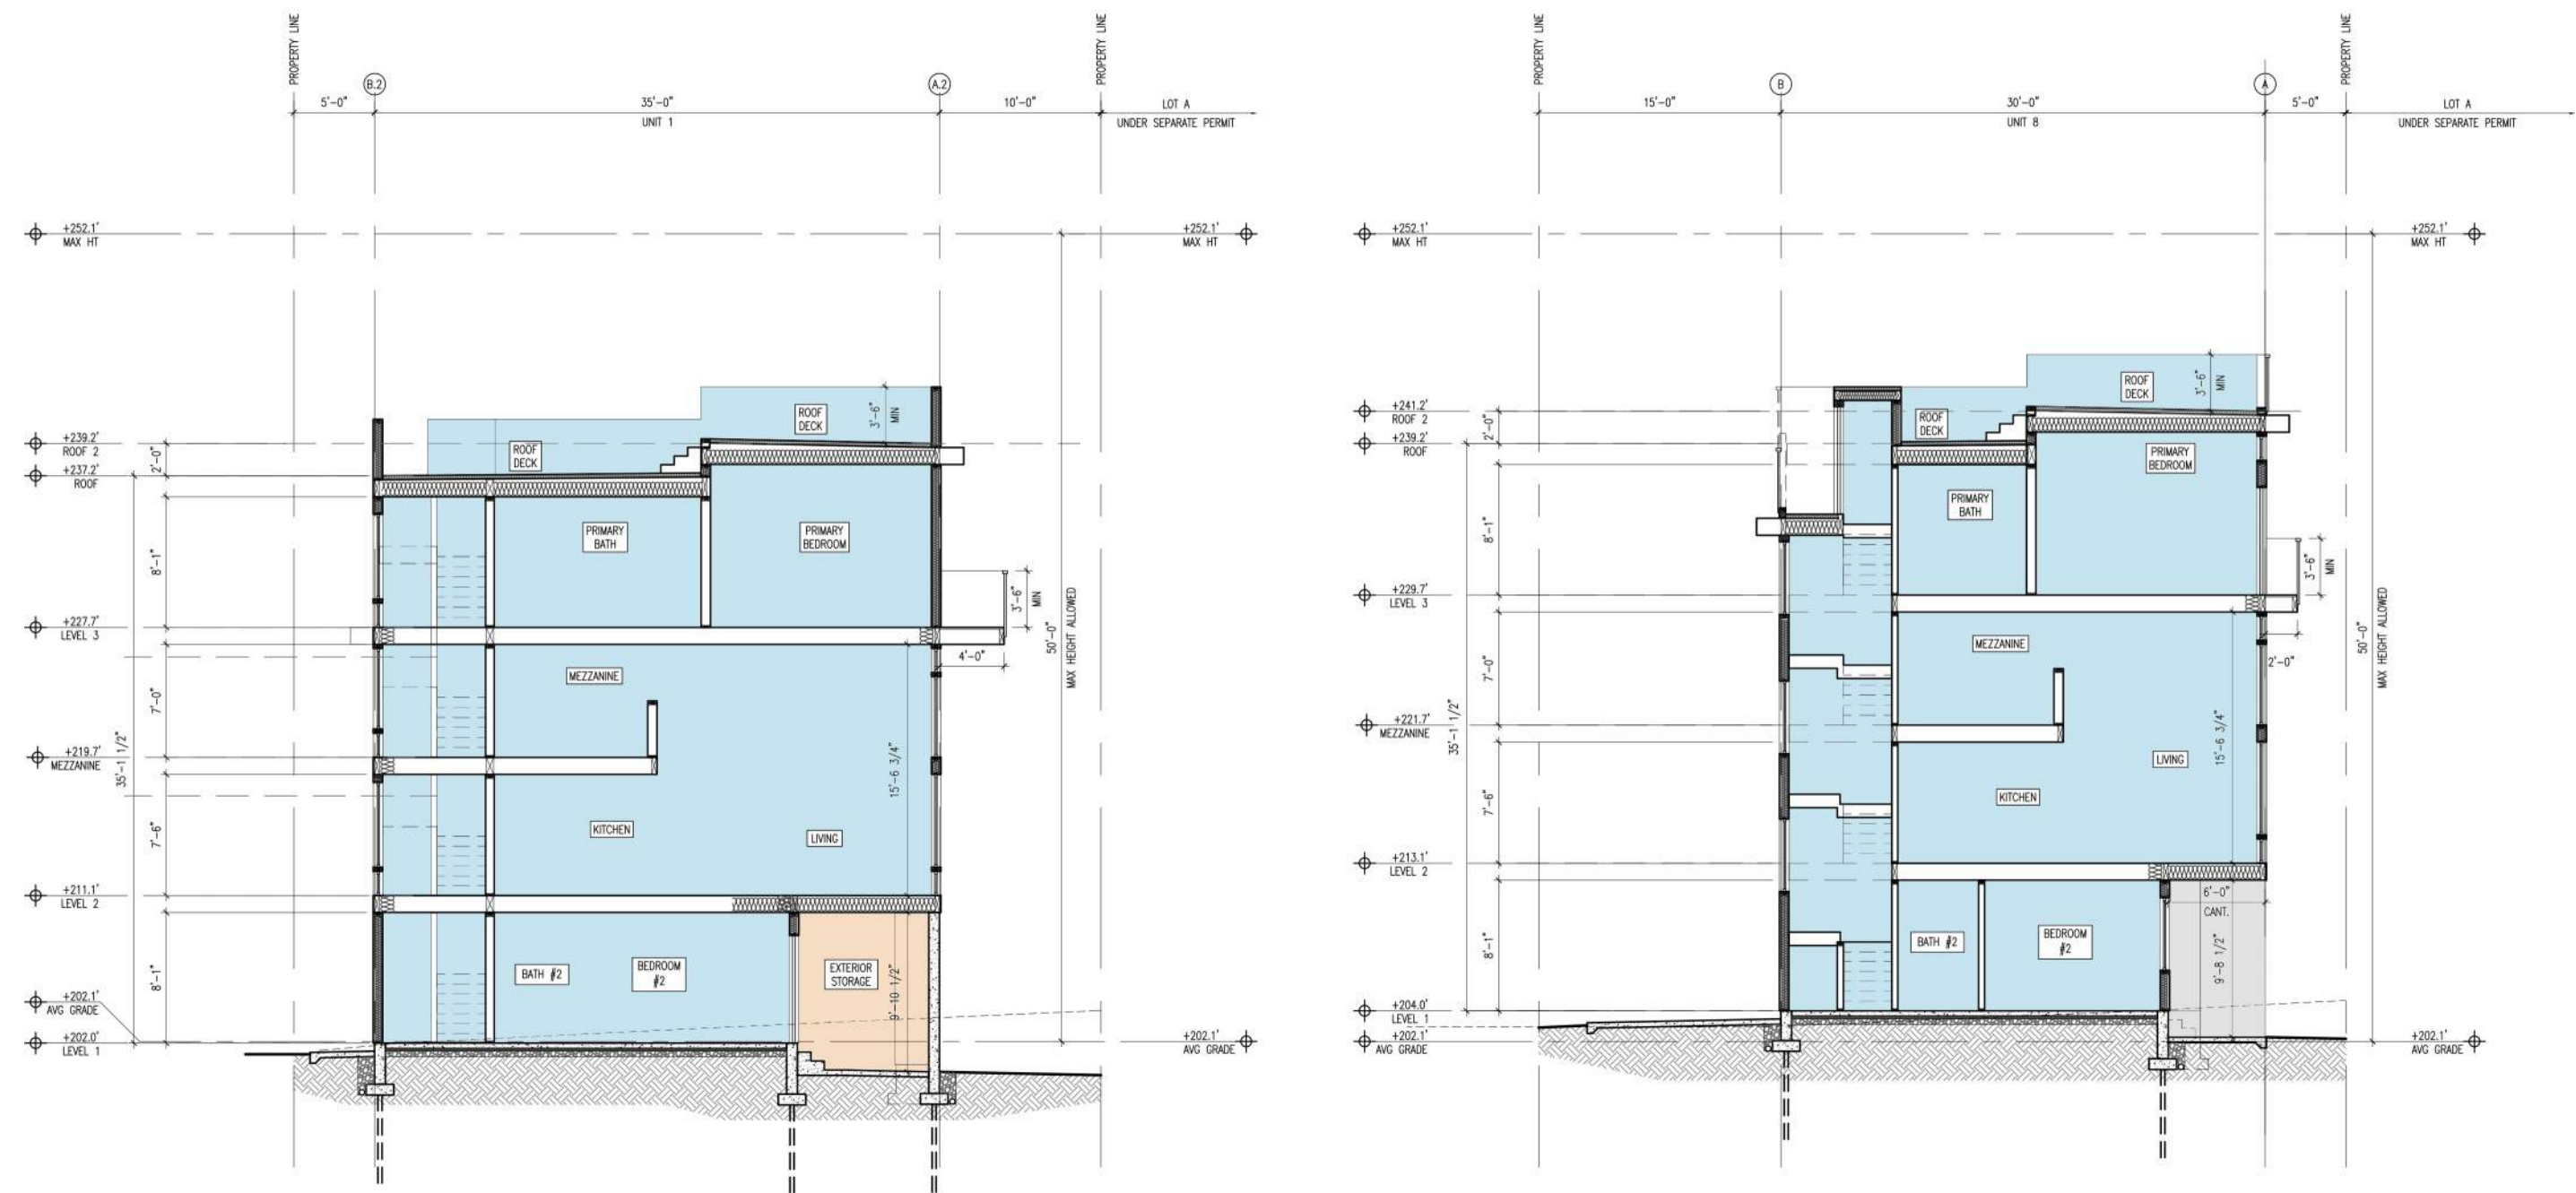 PROPERTY LINE
PROPERTY LINE
B.2
A.2
5'-0"
35'-0"
10'-0"
LOT A
UNIT 1
UNDER SEPARATE PERMIT
+252.1'
MAX HT
+252.1'
MAX HT
ROOF
DECK
3'-6"
MIN
+239.2'
ROOF 2
2'-0"
ROOF
DECK
+237.2'
ROOF
PRIMARY
BATH
PRIMARY
BEDROOM
8'-1"
3'-6"
MIN
+227.7'
LEVEL 3
4'-0"
50'-0"
MAX HEIGHT ALLOWED
MEZZANINE
7'-0"
35'-1 1/2"
+219.7'
MEZZANINE
15'-6 3/4"
7'-6"
KITCHEN
LIVING
+211.1'
LEVEL 2
8'-1"
BATH #2
BEDROOM
#2
EXTERIOR
STORAGE
9'-10 1/2"
+202.1'
AVG GRADE
+202.0'
LEVEL 1
+202.1'
AVG GRADE
PROPERTY LINE
PROPERTY LINE
B
A
15'-0"
30'-0"
5'-0"
LOT A
UNIT 8
UNDER SEPARATE PERMIT
+252.1'
MAX HT
+252.1'
MAX HT
ROOF
DECK
3'-6"
MIN
+241.2'
ROOF 2
2'-0"
ROOF
DECK
+239.2'
ROOF
PRIMARY
BEDROOM
PRIMARY
BATH
8'-1"
3'-6"
MIN
+229.7'
LEVEL 3
2'-0"
50'-0"
MAX HEIGHT ALLOWED
MEZZANINE
7'-0"
35'-1 1/2"
+221.7'
MEZZANINE
15'-6 3/4"
LIVING
7'-6"
KITCHEN
+213.1'
LEVEL 2
6'-0"
CANT.
8'-1"
BATH #2
BEDROOM
#2
9'-8 1/2"
+204.0'
LEVEL 1
+202.1'
AVG GRADE
+202.1'
AVG GRADE